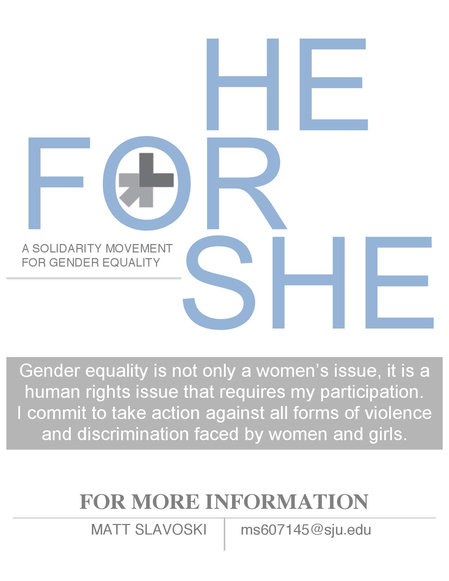 HE
FOR
A SOLIDARITY MOVEMENT
FOR GENDER EQUALITY
SHE
Gender equality is not only a women’s issue, it is a
human rights issue that requires my participation.
I commit to take action against all forms of violence
and discrimination faced by women and girls.
FOR MORE INFORMATION
MATT SLAVOSKI ms607145@sju.edu